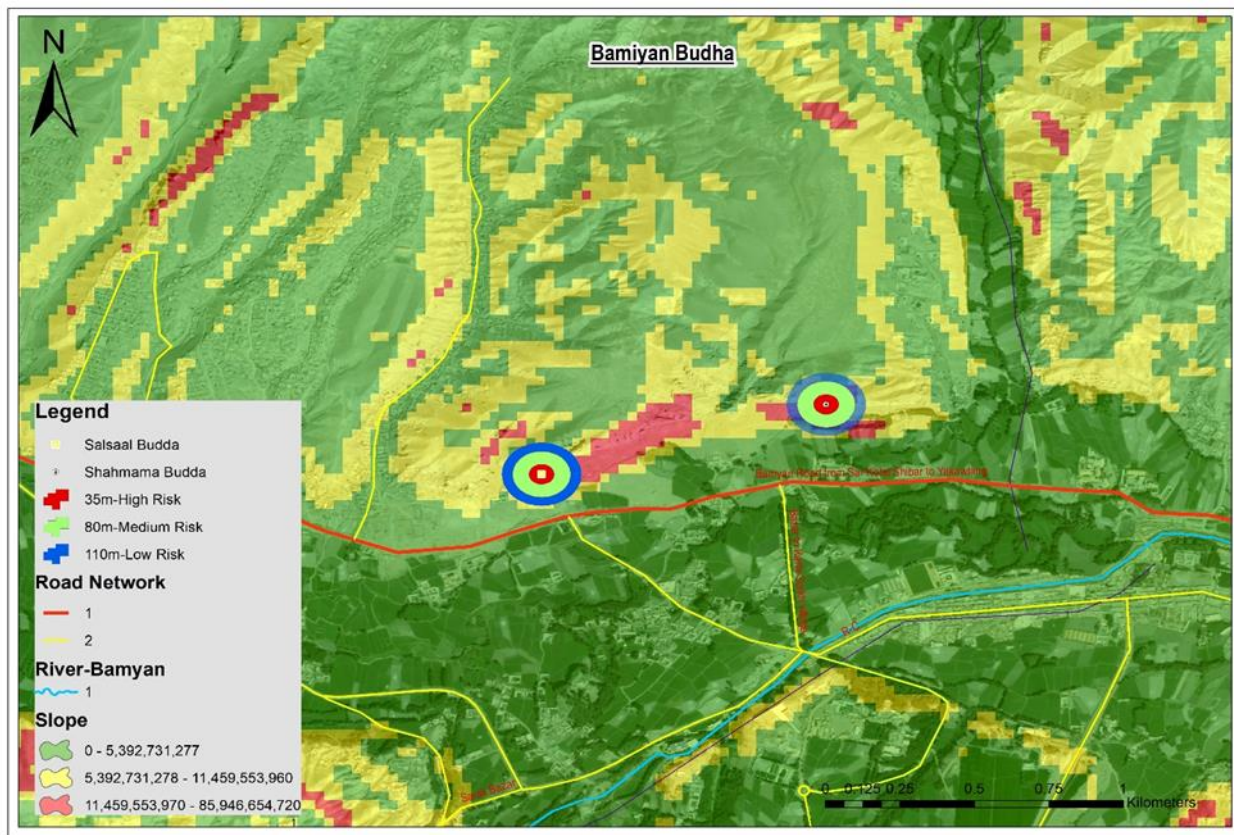 Bamiyan Budha
N
Legend
Salsaal Budda
Shahmama Budda
35m-High Risk
80m-Medium Risk
110m-Low Risk
Road Network
1
2
River-Bamyan
1
Slope
0 - 5,392,731,277
5,392,731,278 - 11,459,553,960
11,459,553,970 - 85,946,654,720
0 0.125 0.25 0.5 0.75 1
Kilometers